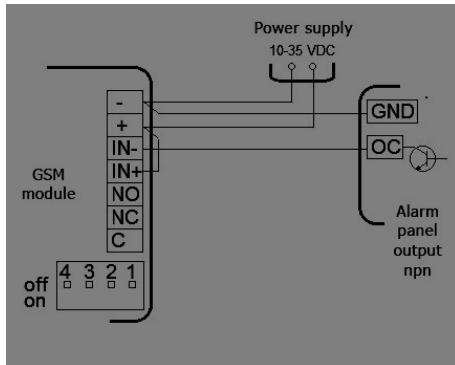 Power supply
10-35 VDC
-
+
IN-
IN+
NO
NC
C
GSM
module
4 3 2 1
off
on
GND
OC
Alarm
panel
output
npn